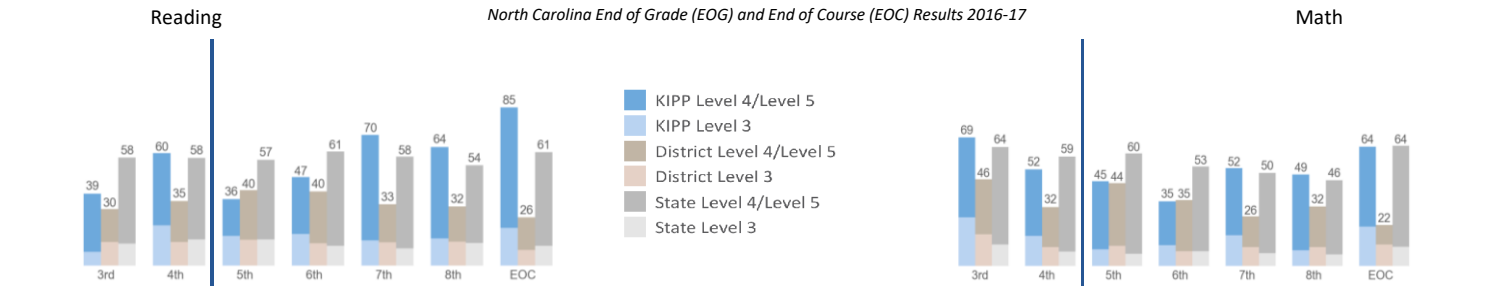 Reading
North Carolina End of Grade (EOG) and End of Course (EOC) Results 2016-17
Math
39 30 58
60 35 58
36 40 57
47 40 61
70 33 58
64 32 54
85 26 61
3rd 4th 5th 6th 7th 8th EOC
KIPP Level 4/Level 5
KIPP Level 3
District Level 4/Level 5
District Level 3
State Level 4/Level 5
State Level 3
69 46 64
52 32 59
45 44 60
35 35 53
52 26 50
49 32 46
64 22 64
3rd 4th 5th 6th 7th 8th EOC